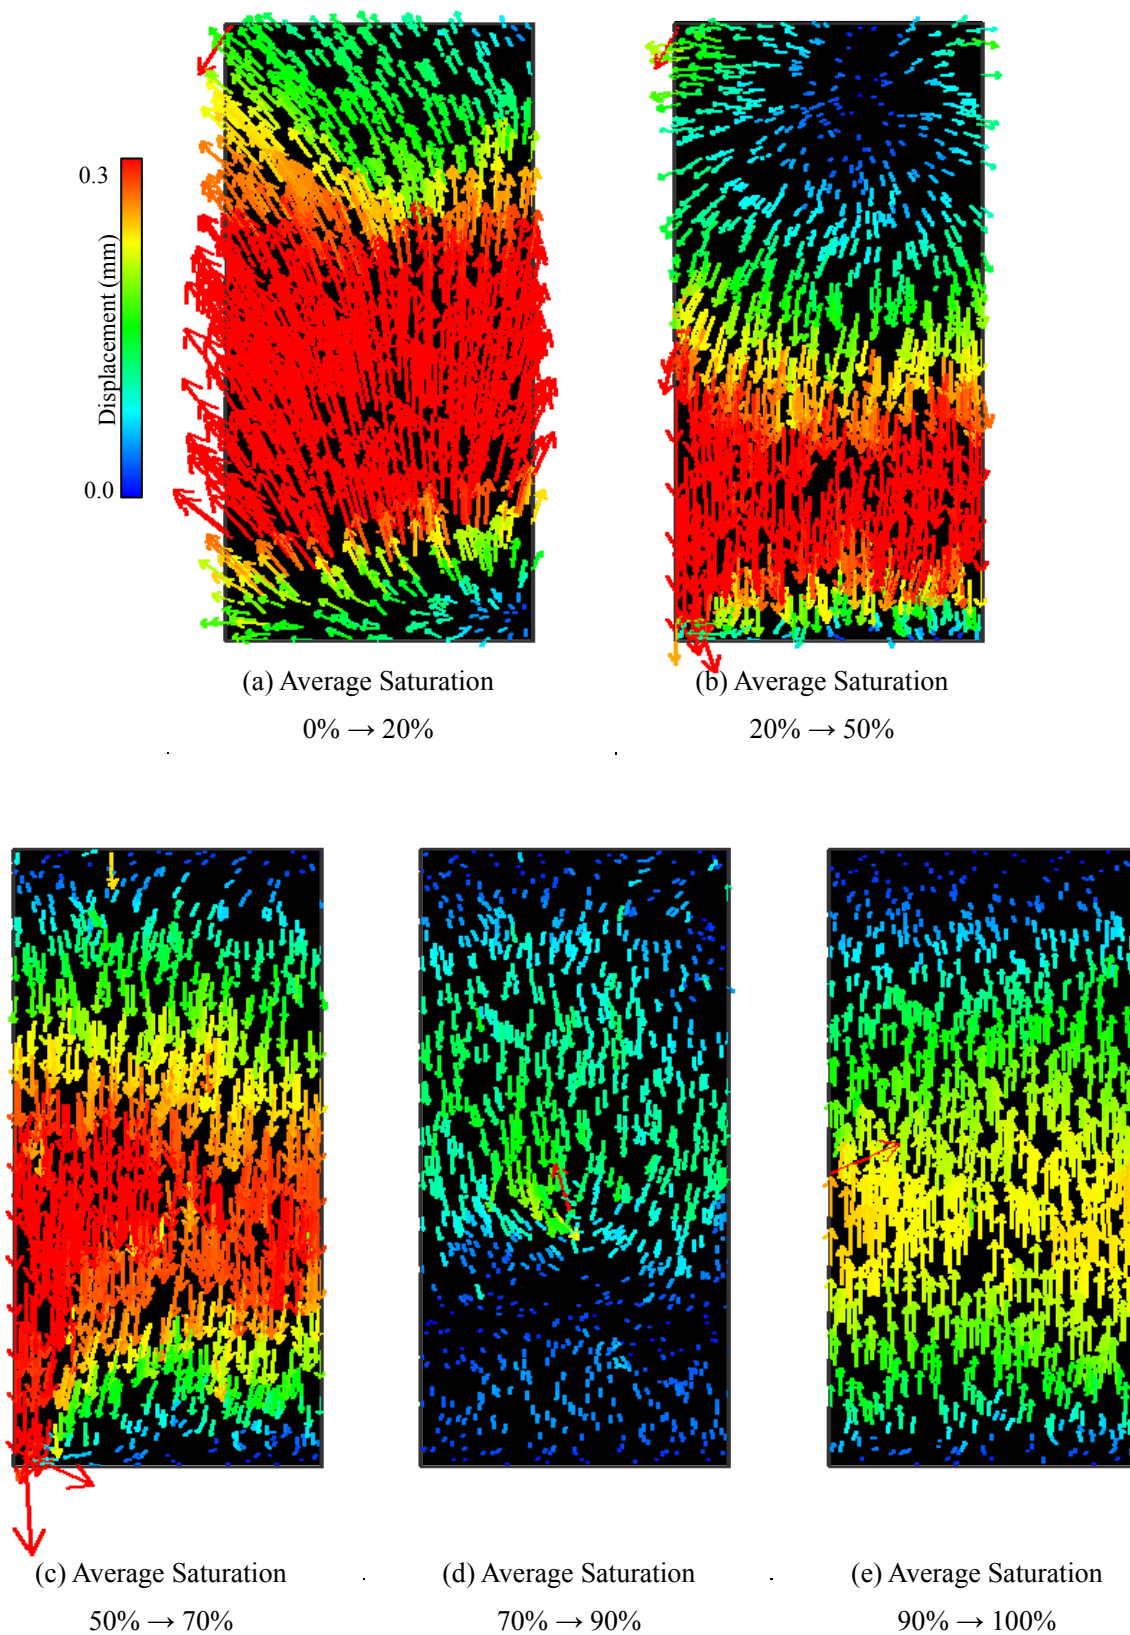 0.3
Displacement (mm)
0.0
(a) Average Saturation
0% → 20%
(b) Average Saturation
20% → 50%
(c) Average Saturation
50% → 70%
(d) Average Saturation
70% → 90%
(e) Average Saturation
90% → 100%